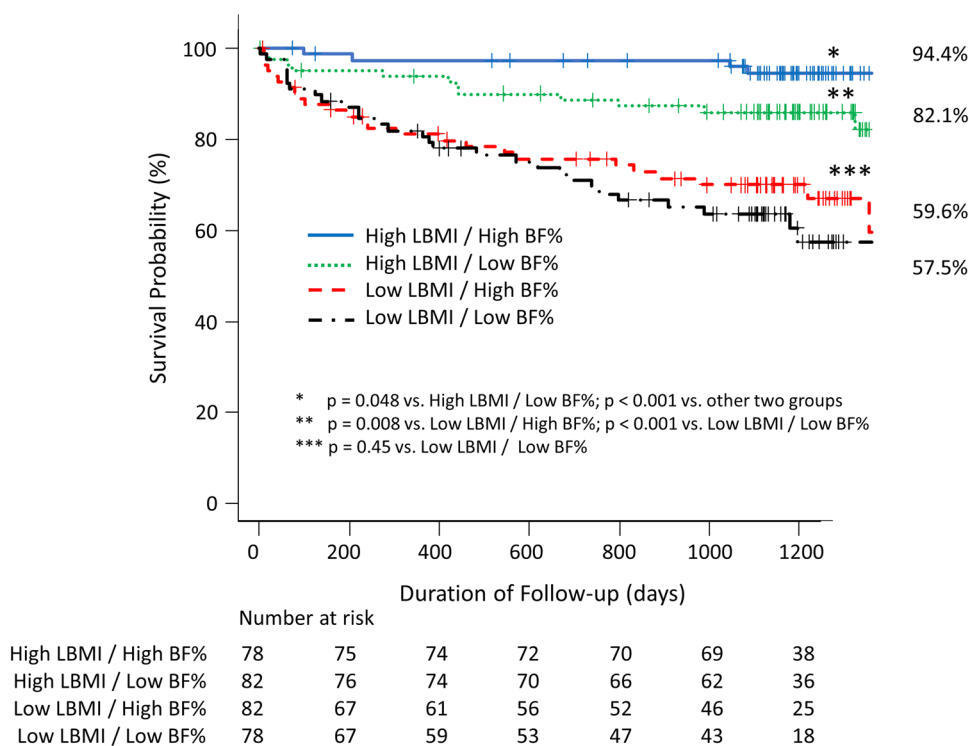 100
80
60
40
20
0
Survival Probability (%)
*
**
***
94.4%
82.1%
59.6%
57.5%
High LBMI / High BF%
High LBMI / Low BF%
Low LBMI / High BF%
Low LBMI / Low BF%
* p = 0.048 vs. High LBMI / Low BF%; p < 0.001 vs. other two groups
** p = 0.008 vs. Low LBMI / High BF%; p < 0.001 vs. Low LBMI / Low BF%
*** p = 0.45 vs. Low LBMI / Low BF%
0 200 400 600 800 1000 1200
Duration of Follow-up (days)
Number at risk
High LBMI / High BF% 78 75 74 72 70 69 38
High LBMI / Low BF% 82 76 74 70 66 62 36
Low LBMI / High BF% 82 67 61 56 52 46 25
Low LBMI / Low BF% 78 67 59 53 47 43 18